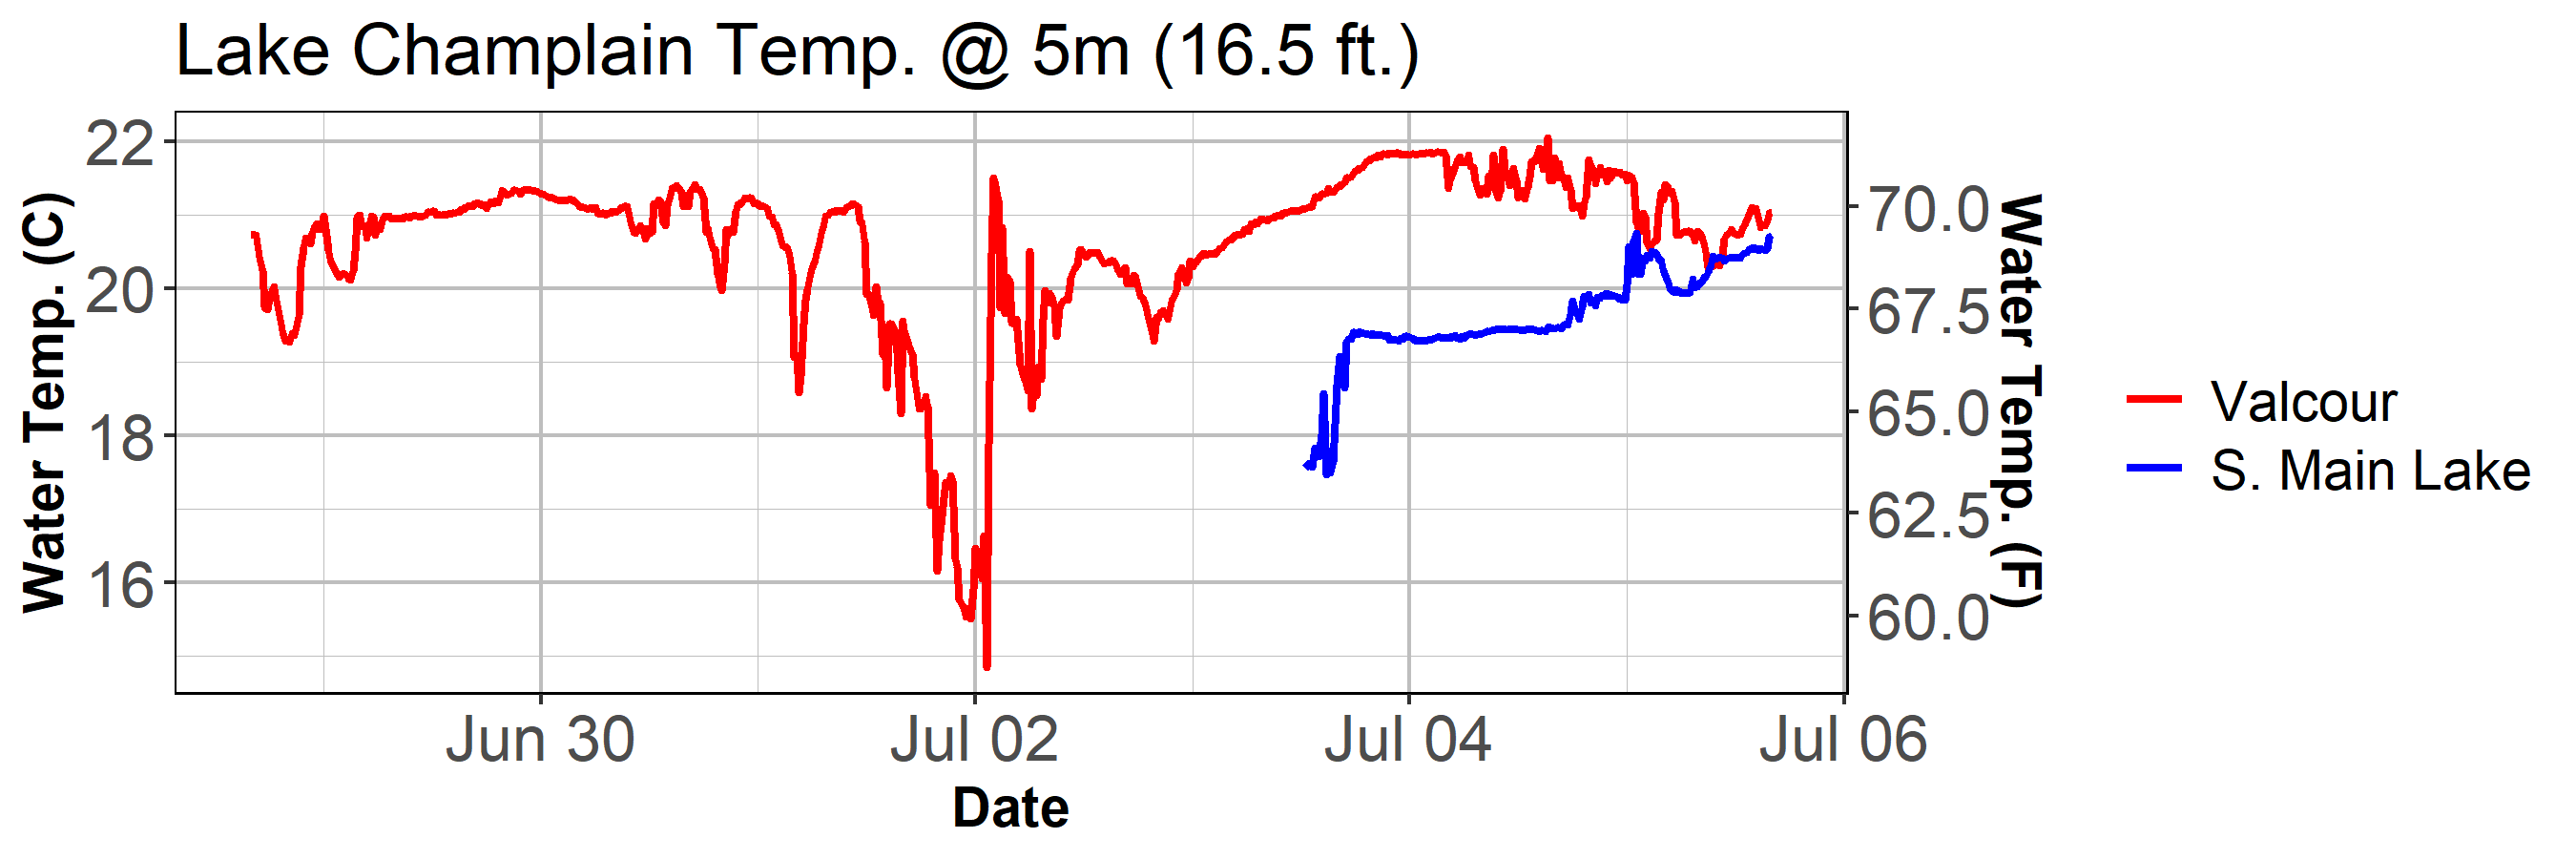 Lake Champlain Temp. @ 5m (16.5 ft.)
Water Temp. (C)
22
20
18
16
70.0
67.5
65.0
62.5
60.0
Water Temp. (F)
Jun 30
Jul 02
Jul 04
Jul 06
Date
Valcour
S. Main Lake